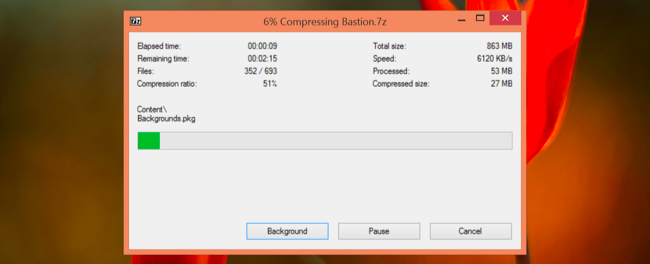 7z 6% Compressing Bastion.7z
Elapsed time: 00:00:09 Total size: 863 MB
Remaining time: 00:02:15 Speed: 6120 KB/s
Files: 352 / 693 Processed: 53 MB
Compression ratio: 51% Compressed size: 27 MB
Content\
Backgrounds.pkg
Background Pause Cancel